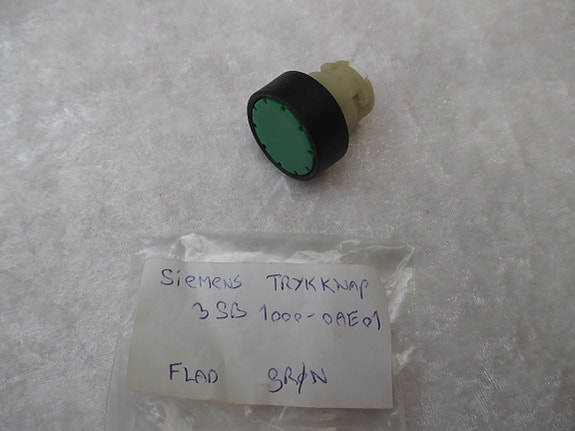 Siemens TRYKKNAP
3SB 1000-0AE01
FLAD GRØN